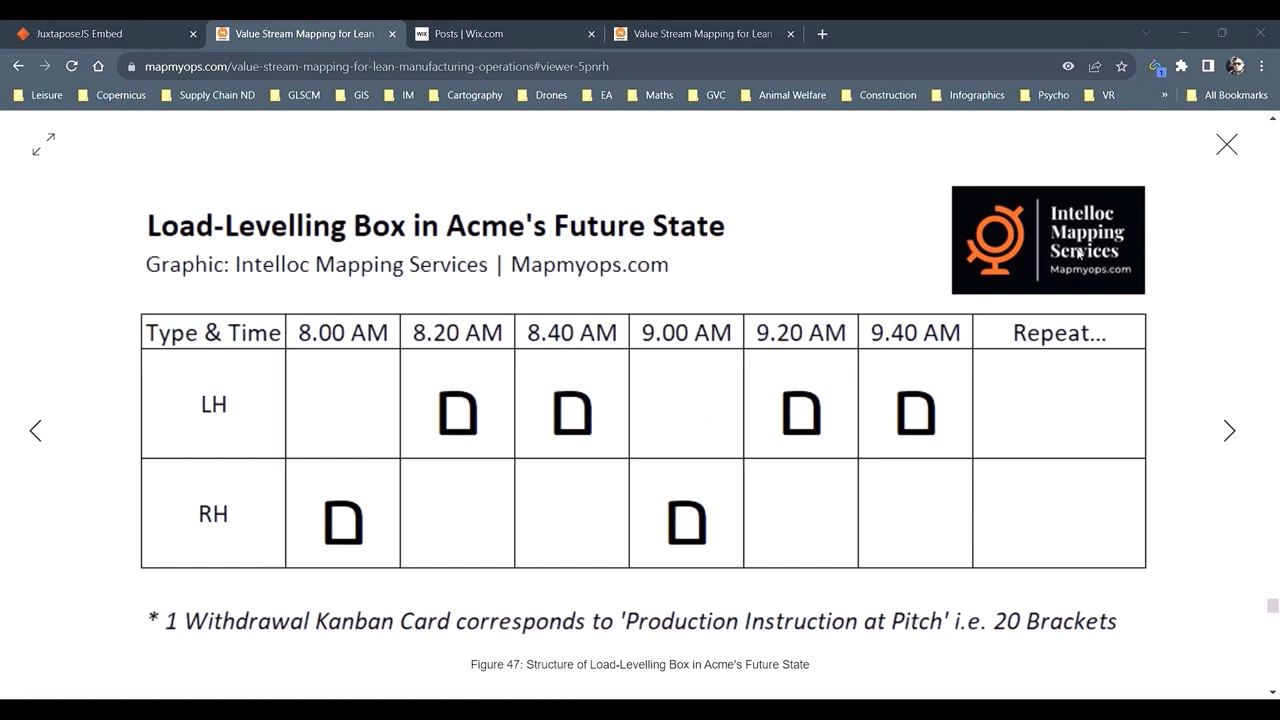 JuxtaposeJS Embed
Value Stream Mapping for Lean
Posts | Wix.com
Value Stream Mapping for Lean
mapmyops.com/value-stream-mapping-for-lean-manufacturing-operations#viewer-5pnrh
1
Leisure Copernicus Supply Chain ND GLSCM GIS IM Cartography Drones EA Maths GVC Animal Welfare Construction Infographics Psycho VR » All Bookmarks
Load-Levelling Box in Acme's Future State
Graphic: Intelloc Mapping Services | Mapmyops.com
Intelloc
Mapping
Services
Mapmyops.com
Type & Time 8.00 AM 8.20 AM 8.40 AM 9.00 AM 9.20 AM 9.40 AM Repeat...
LH
RH
* 1 Withdrawal Kanban Card corresponds to 'Production Instruction at Pitch' i.e. 20 Brackets
Figure 47: Structure of Load-Levelling Box in Acme's Future State